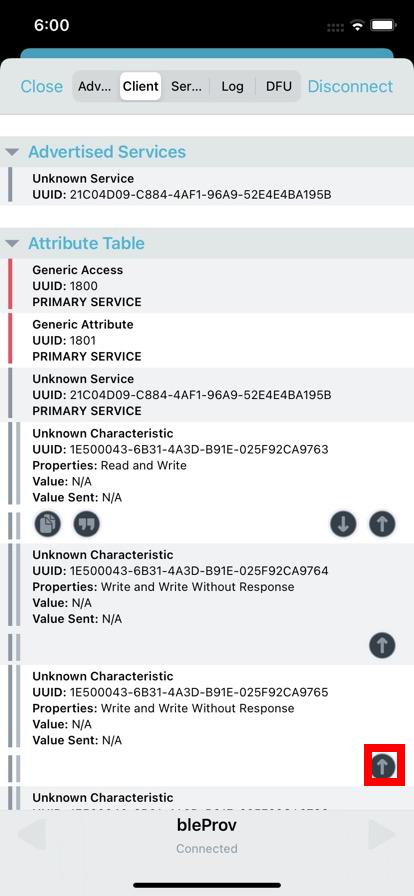 6:00
Close Adv... Client Ser... Log DFU Disconnect
Advertised Services
Unknown Service
UUID: 21C04D09-C884-4AF1-96A9-52E4E4BA195B
Attribute Table
Generic Access
UUID: 1800
PRIMARY SERVICE
Generic Attribute
UUID: 1801
PRIMARY SERVICE
Unknown Service
UUID: 21C04D09-C884-4AF1-96A9-52E4E4BA195B
PRIMARY SERVICE
Unknown Characteristic
UUID: 1E500043-6B31-4A3D-B91E-025F92CA9763
Properties: Read and Write
Value: N/A
Value Sent: N/A
Unknown Characteristic
UUID: 1E500043-6B31-4A3D-B91E-025F92CA9764
Properties: Write and Write Without Response
Value: N/A
Value Sent: N/A
Unknown Characteristic
UUID: 1E500043-6B31-4A3D-B91E-025F92CA9765
Properties: Write and Write Without Response
Value: N/A
Value Sent: N/A
Unknown Characteristic
bleProv
Connected